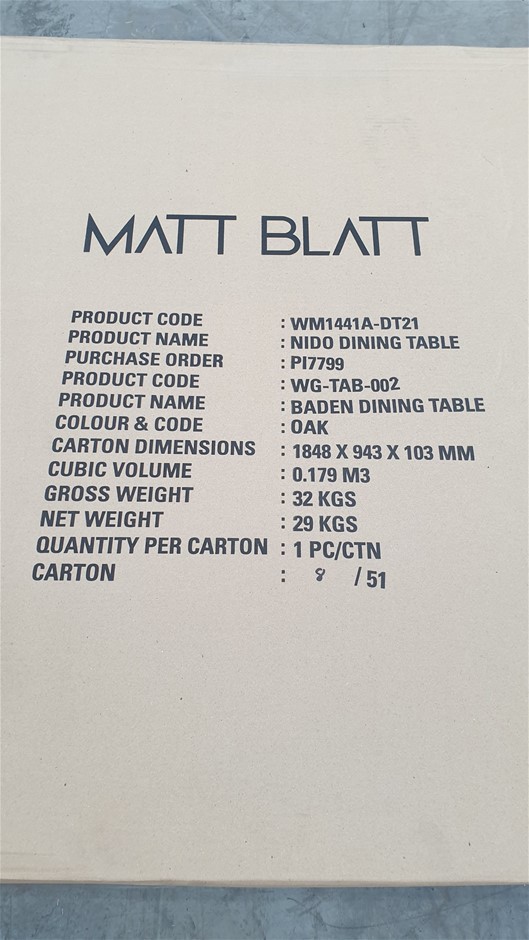 MATT BLATT
PRODUCT CODE : WM1441A-DT21
PRODUCT NAME : NIDO DINING TABLE
PURCHASE ORDER : PI7799
PRODUCT CODE : WG-TAB-002
PRODUCT NAME : BADEN DINING TABLE
COLOUR & CODE : OAK
CARTON DIMENSIONS : 1848 X 943 X 103 MM
CUBIC VOLUME : 0.179 M3
GROSS WEIGHT : 32 KGS
NET WEIGHT : 29 KGS
QUANTITY PER CARTON : 1 PC/CTN
CARTON : 8 / 51